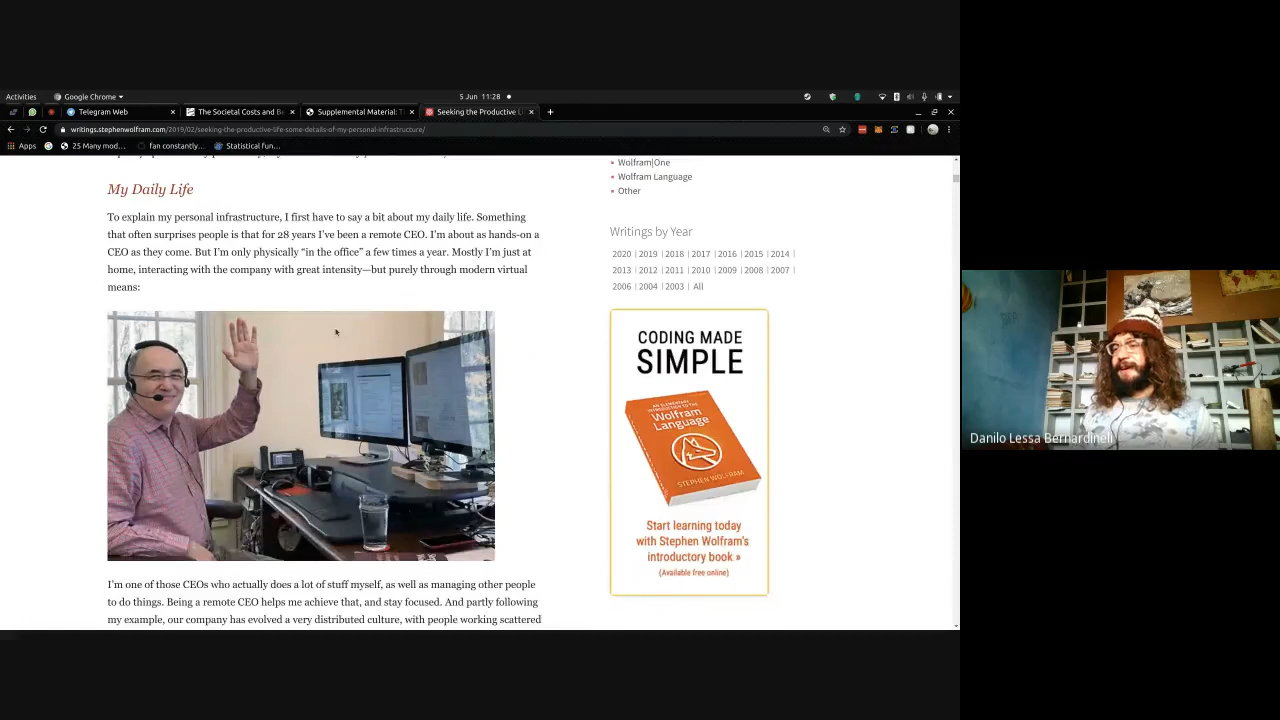 Activities
Google Chrome
5 Jun 11:28
Telegram Web
The Societal Costs and Be
Supplemental Material: T
Seeking the Productive L
writings.stephenwolfram.com/2019/02/seeking-the-productive-life-some-details-of-my-personal-infrastructure/
Apps
25 Many mod...
fan constantly...
Statistical fun...
My Daily Life
To explain my personal infrastructure, I first have to say a bit about my daily life. Something
that often surprises people is that for 28 years I've been a remote CEO. I'm about as hands-on a
CEO as they come. But I'm only physically “in the office” a few times a year. Mostly I'm just at
home, interacting with the company with great intensity—but purely through modern virtual
means:
I'm one of those CEOs who actually does a lot of stuff myself, as well as managing other people
to do things. Being a remote CEO helps me achieve that, and stay focused. And partly following
my example, our company has evolved a very distributed culture, with people working scattered
Wolfram|One
Wolfram Language
Other
Writings by Year
2020 | 2019 | 2018 | 2017 | 2016 | 2015 | 2014 |
2013 | 2012 | 2011 | 2010 | 2009 | 2008 | 2007 |
2006 | 2004 | 2003 | All
CODING MADE
SIMPLE
AN ELEMENTARY
INTRODUCTION TO THE
Wolfram
Language
STEPHEN WOLFRAM
Start learning today
with Stephen Wolfram's
introductory book »
(Available free online)
Danilo Lessa Bernardineli